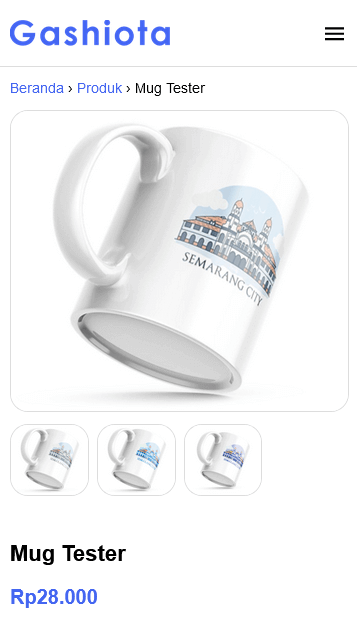 Gashiota
Beranda › Produk › Mug Tester
SEMARANG CITY
Mug Tester
Rp28.000